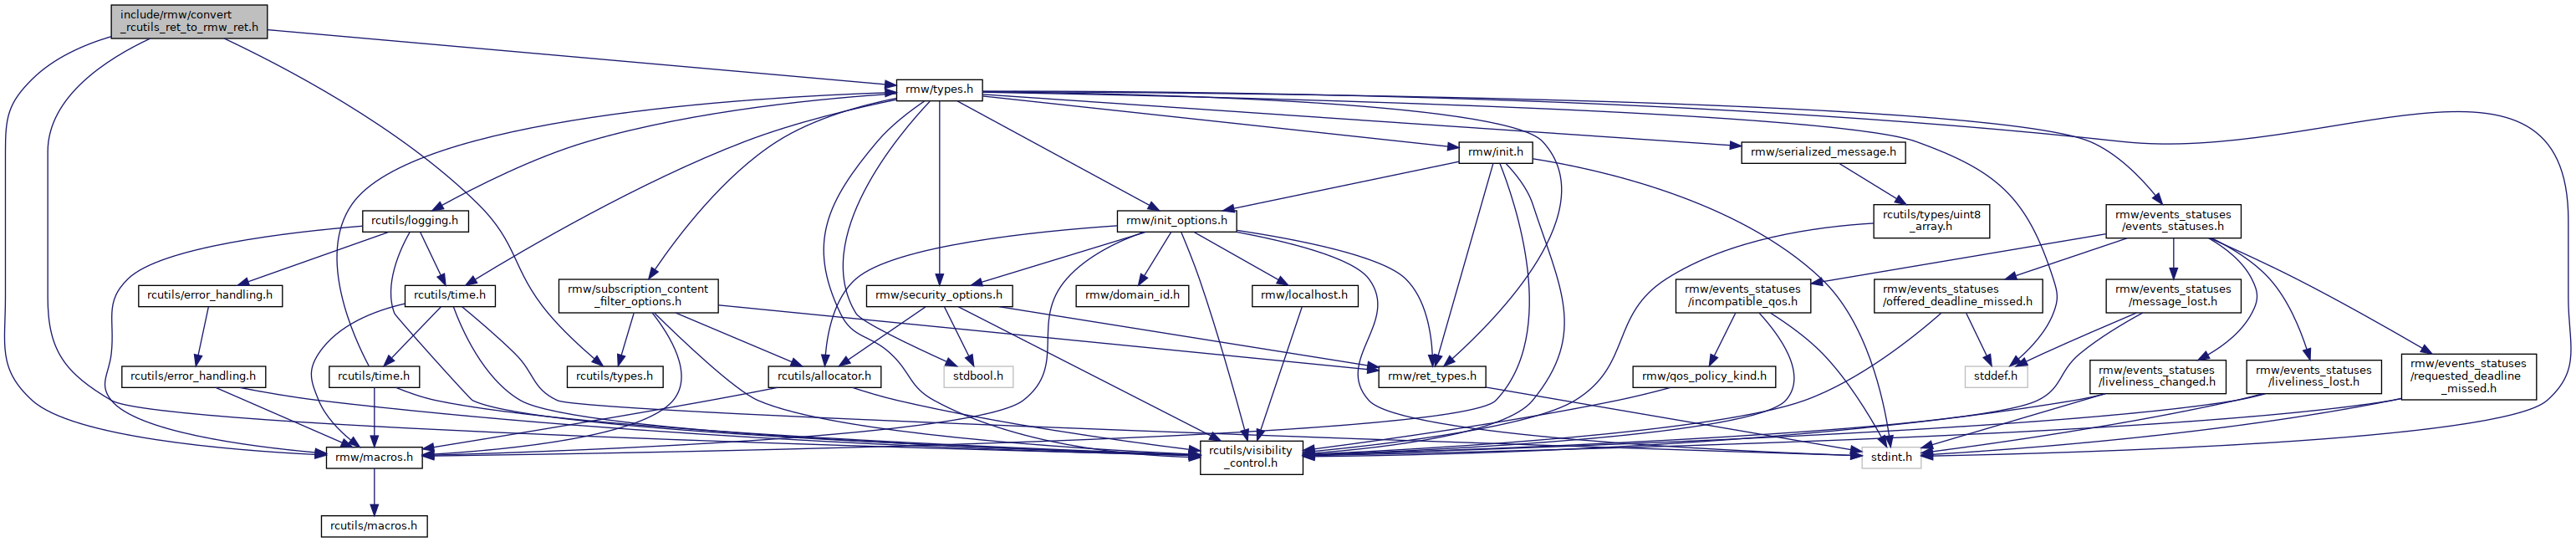 include/rmw/convert
_rcutils_ret_to_rmw_ret.h
rmw/types.h
rmw/init.h
rmw/serialized_message.h
rcutils/logging.h
rmw/init_options.h
rcutils/types/uint8
_array.h
rmw/events_statuses
/events_statuses.h
rcutils/error_handling.h
rcutils/time.h
rmw/subscription_content
_filter_options.h
rmw/security_options.h
rmw/domain_id.h
rmw/localhost.h
rmw/events_statuses
/incompatible_qos.h
rmw/events_statuses
/offered_deadline_missed.h
rmw/events_statuses
/message_lost.h
rcutils/error_handling.h
rcutils/time.h
rcutils/types.h
rcutils/allocator.h
stdbool.h
rmw/ret_types.h
rmw/qos_policy_kind.h
stddef.h
rmw/events_statuses
/liveliness_changed.h
rmw/events_statuses
/liveliness_lost.h
rmw/events_statuses
/requested_deadline
_missed.h
rmw/macros.h
rcutils/visibility
_control.h
stdint.h
rcutils/macros.h